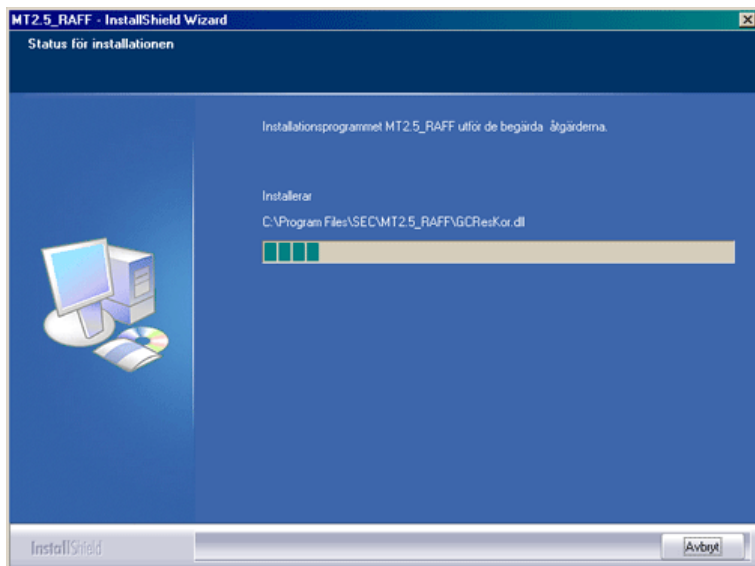 MT2.5_RAFF - InstallShield Wizard
Status för installationen
Installationsprogrammet MT2.5_RAFF utför de begärda åtgärderna.
Installerar
C:\Program Files\SEC\MT2.5_RAFF\GCResKor.dll
InstallShield
Avbryt